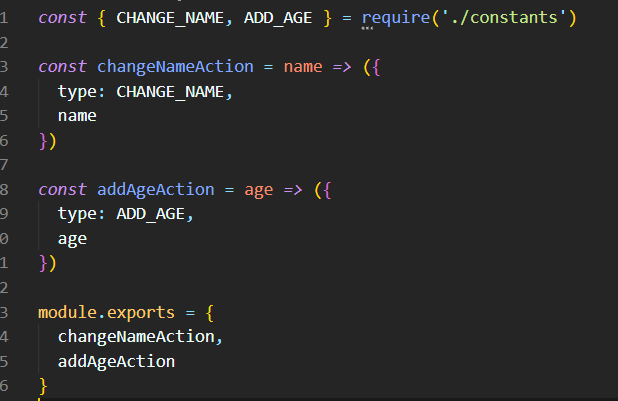 1 const { CHANGE_NAME, ADD_AGE } = require('./constants')
2
3 const changeNameAction = name => ({
4   type: CHANGE_NAME,
5   name
6 })
7
8 const addAgeAction = age => ({
9   type: ADD_AGE,
0   age
1 })
2
3 module.exports = {
4   changeNameAction,
5   addAgeAction
6 }